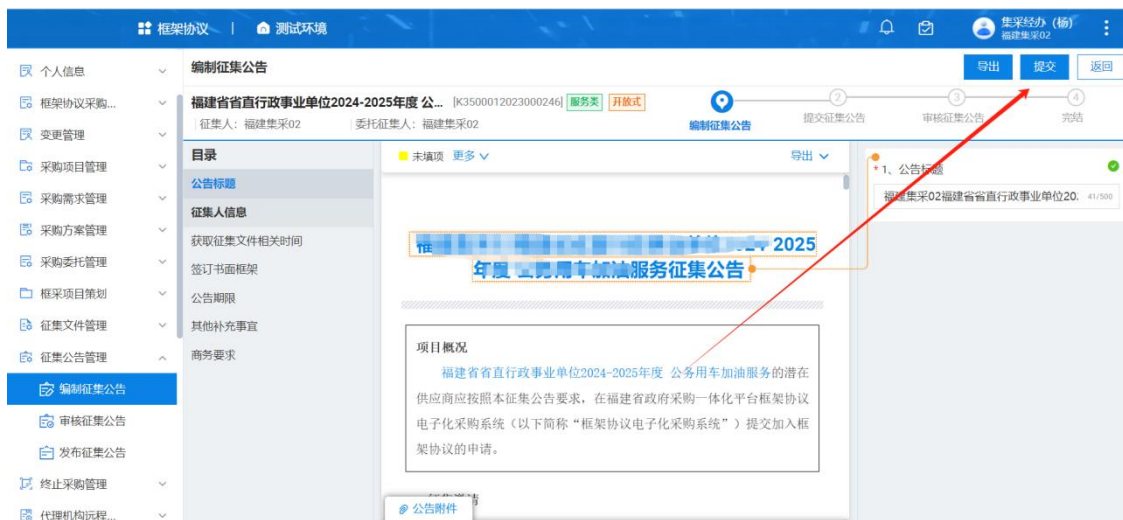 框架协议 | 测试环境
集采经办（杨）
福建集采02
个人信息
框架协议采购...
变更管理
采购项目管理
采购需求管理
采购方案管理
采购委托管理
框采项目策划
征集文件管理
征集公告管理
编制征集公告
审核征集公告
发布征集公告
终止采购管理
代理机构远程...
编制征集公告
导出 提交 返回
福建省省直行政事业单位2024-2025年度 公... |K3500012023000246| 服务类 开放式
征集人：福建集采02 委托征集人：福建集采02
编制征集公告
2 提交征集公告
3 审核征集公告
4 完结
目录
公告标题
征集人信息
获取征集文件相关时间
签订书面框架
公告期限
其他补充事宜
商务要求
未填项 更多 导出
2025
年度 公务用车加油服务征集公告
项目概况
福建省省直行政事业单位2024-2025年度 公务用车加油服务的潜在
供应商应按照本征集公告要求，在福建省政府采购一体化平台框架协议
电子化采购系统（以下简称“框架协议电子化采购系统”）提交加入框
架协议的申请。
公告附件
* 1、公告标题
福建集采02福建省省直行政事业单位20. 41/500